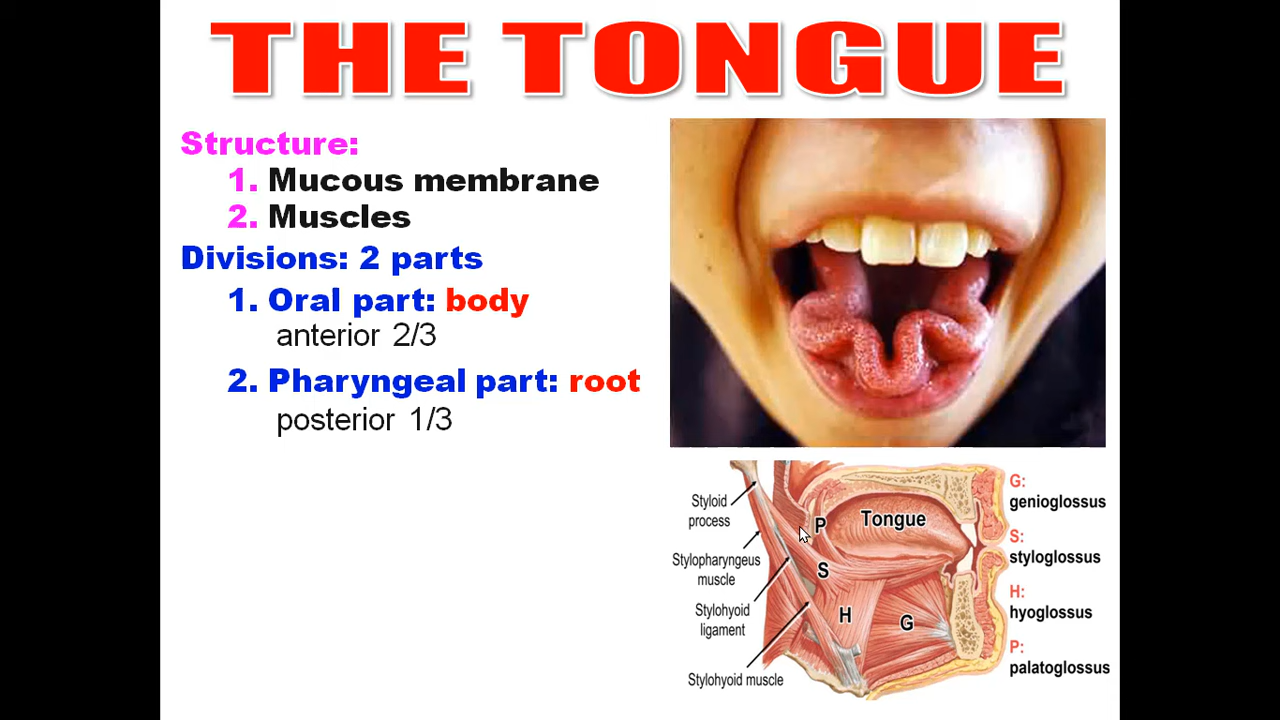 THE TONGUE
Structure:
1. Mucous membrane
2. Muscles
Divisions: 2 parts
1. Oral part: body
anterior 2/3
2. Pharyngeal part: root
posterior 1/3
Styloid
process
Stylopharyngeus
muscle
Stylohyoid
ligament
Stylohyoid muscle
P
Tongue
S
H
G
G:
genioglossus
S:
styloglossus
H:
hyoglossus
P:
palatoglossus